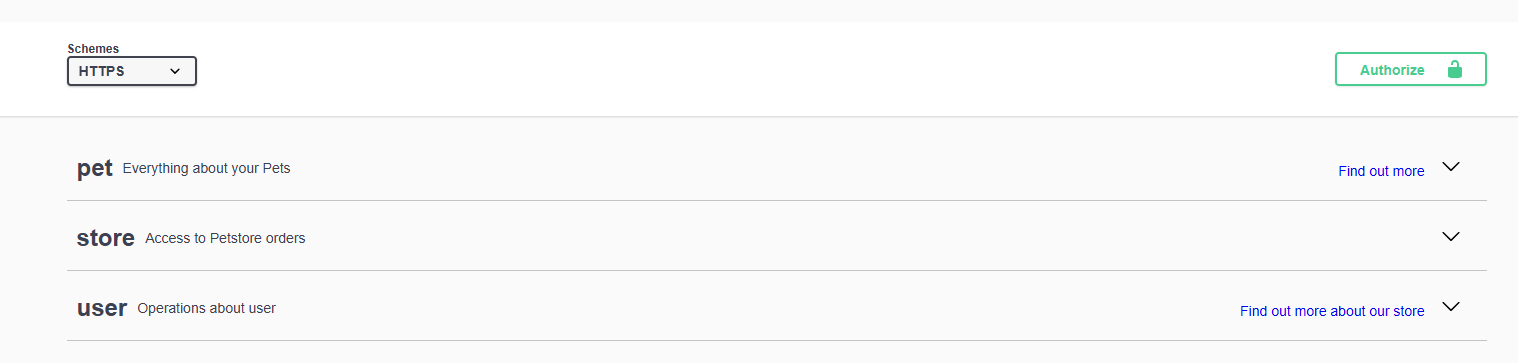 Schemes
HTTPS
Authorize
pet Everything about your Pets Find out more
store Access to Petstore orders
user Operations about user Find out more about our store